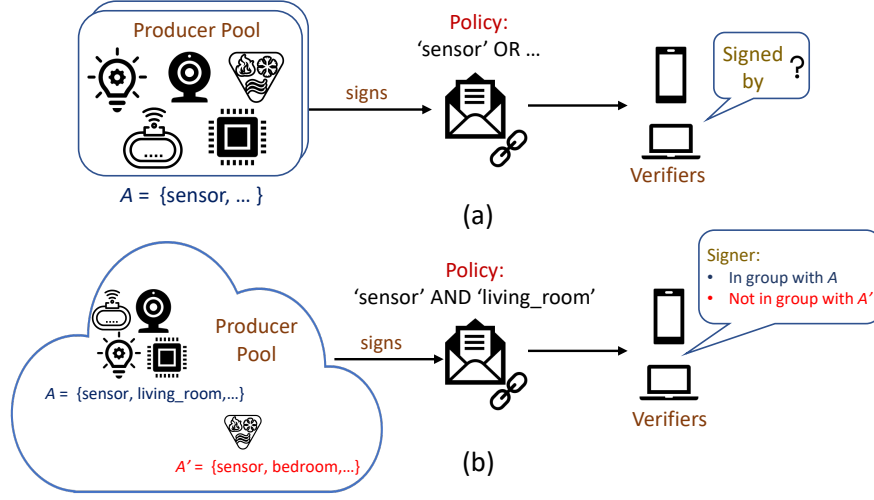 Producer Pool
Policy:
'sensor' OR ...
signs
Signed
by ?
Verifiers
A = {sensor, ... }
(a)
Policy:
'sensor' AND 'living_room'
Signer:
• In group with A
• Not in group with A'
Producer
Pool
signs
A = {sensor, living_room,...}
Verifiers
A' = {sensor, bedroom,...}
(b)